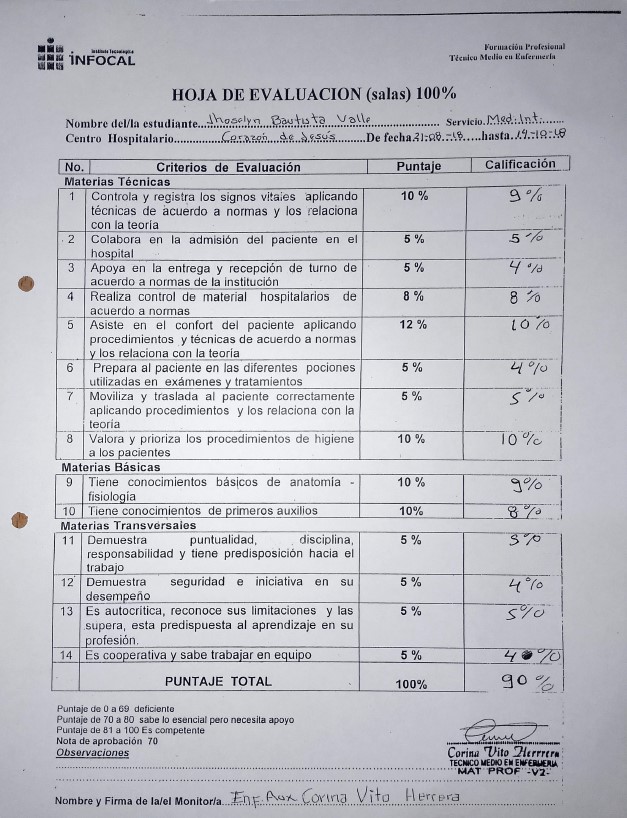 Instituto Tecnológico
INFOCAL
Formación Profesional
Técnico Medio en Enfermería
HOJA DE EVALUACION (salas) 100%
Nombre del/la estudiante...Jhoselyn Bautista Valle Servicio.Med.Int.......
Centro Hospitalario..............Corazon de Jesús.........De fecha.21-08-18.....hasta.19-10-18
No. Criterios de Evaluación Puntaje Calificación
Materias Técnicas
1 Controla y registra los signos vitales aplicando 10 % 9%
técnicas de acuerdo a normas y los relaciona
con la teoría
2 Colabora en la admisión del paciente en el 5 % 5%
hospital
3 Apoya en la entrega y recepción de turno de 5 % 4%
acuerdo a normas de la institución
4 Realiza control de material hospitalarios de 8 % 8%
acuerdo a normas
5 Asiste en el confort del paciente aplicando 12 % 10%
procedimientos y técnicas de acuerdo a normas
y los relaciona con la teoría
6 Prepara al paciente en las diferentes pociones 5 % 4%
utilizadas en exámenes y tratamientos
7 Moviliza y traslada al paciente correctamente 5 % 5%
aplicando procedimientos y los relaciona con la
teoría
8 Valora y prioriza los procedimientos de higiene 10 % 10%
a los pacientes
Materias Básicas
9 Tiene conocimientos básicos de anatomía - 10 % 9%
fisiología
10 Tiene conocimientos de primeros auxilios 10% 8%
Materias Transversales
11 Demuestra puntualidad, disciplina, 5 % 5%
responsabilidad y tiene predisposición hacia el
trabajo
12 Demuestra seguridad e iniciativa en su 5 % 4%
desempeño
13 Es autocrítica, reconoce sus limitaciones y las 5 % 5%
supera, esta predispuesta al aprendizaje en su
profesión.
14 Es cooperativa y sabe trabajar en equipo 5 % 4%
PUNTAJE TOTAL 100% 90%
Puntaje de 0 a 69 deficiente
Puntaje de 70 a 80 sabe lo esencial pero necesita apoyo
Puntaje de 81 a 100 Es competente
Nota de aprobación 70
Observaciones
Corina Vito Herrera
TECNICO MEDIO EN ENFERMERIA
MAT PROF -V2-
Nombre y Firma de la/el Monitor/a Enf. Aux Corina Vito Herrera